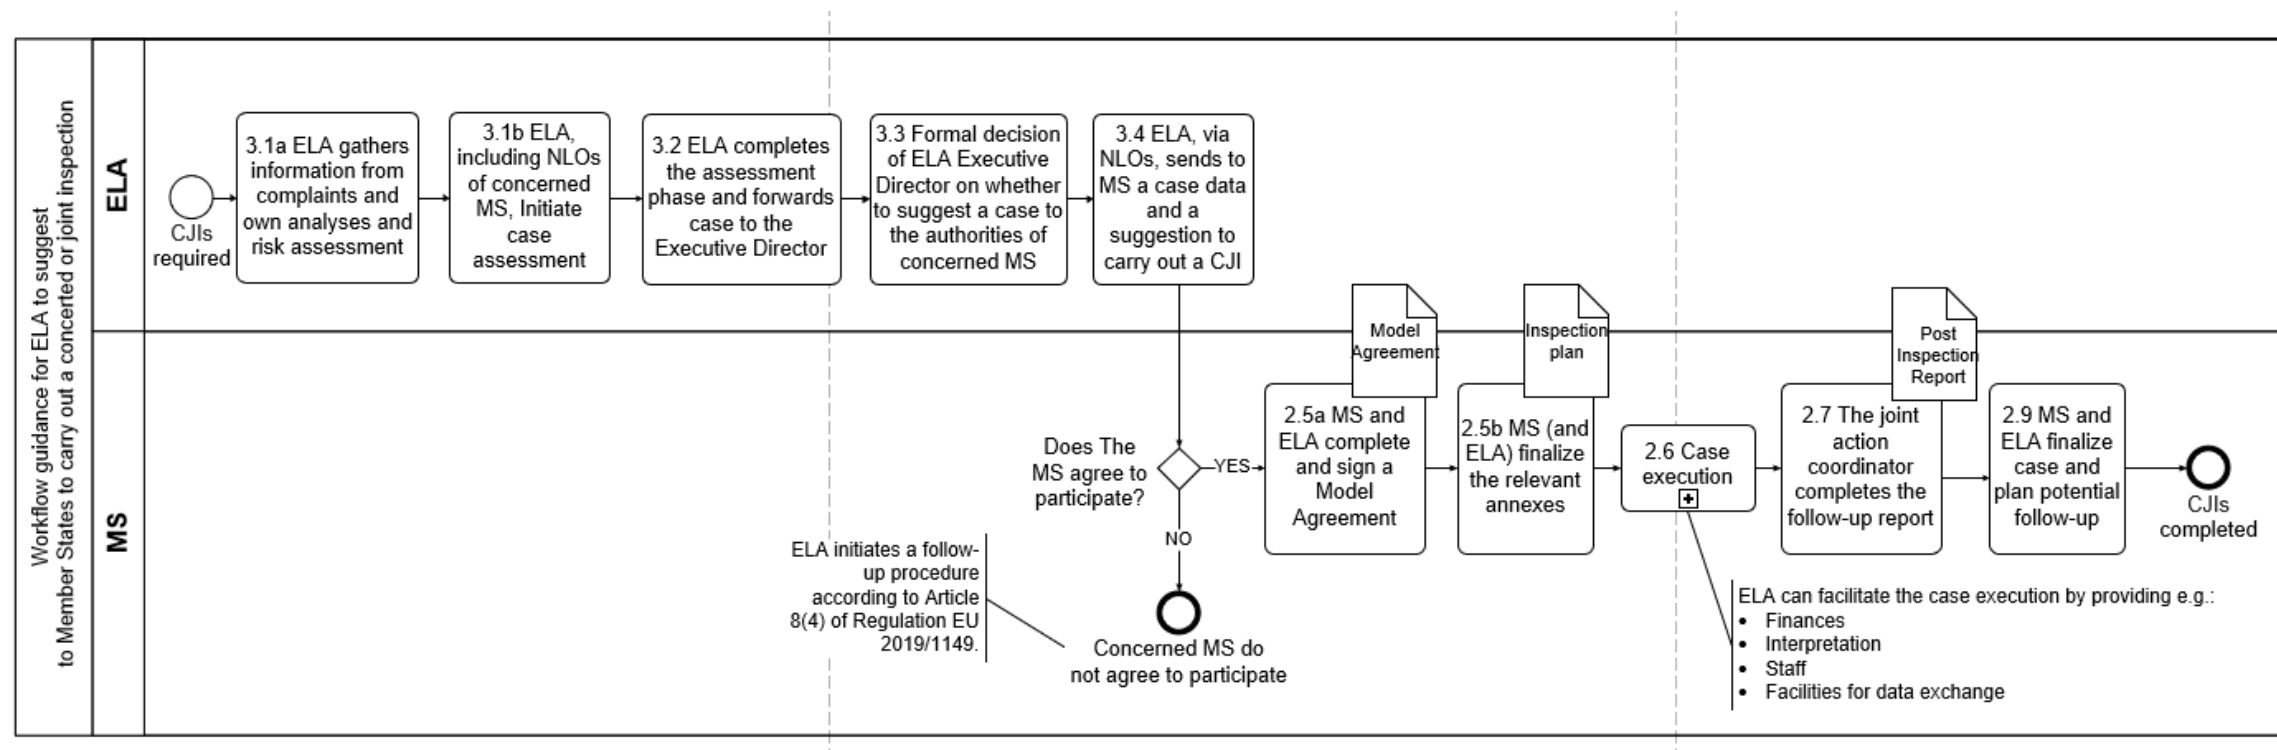 Workflow guidance for ELA to suggest
to Member States to carry out a concerted or joint inspection
ELA
MS
CJIs
required
3.1a ELA gathers
information from
complaints and
own analyses and
risk assessment
3.1b ELA,
including NLOs
of concerned
MS, Initiate
case
assessment
3.2 ELA completes
the assessment
phase and forwards
case to the
Executive Director
3.3 Formal decision
of ELA Executive
Director on whether
to suggest a case to
the authorities of
concerned MS
3.4 ELA, via
NLOs, sends to
MS a case data
and a
suggestion to
carry out a CJI
Does The
MS agree to
participate?
YES
NO
ELA initiates a follow-
up procedure
according to Article
8(4) of Regulation EU
2019/1149.
Concerned MS do
not agree to participate
Model
Agreement
2.5a MS and
ELA complete
and sign a
Model
Agreement
Inspection
plan
2.5b MS (and
ELA) finalize
the relevant
annexes
2.6 Case
execution
ELA can facilitate the case execution by providing e.g.:
• Finances
• Interpretation
• Staff
• Facilities for data exchange
Post
Inspection
Report
2.7 The joint
action
coordinator
completes the
follow-up report
2.9 MS and
ELA finalize
case and
plan potential
follow-up
CJIs
completed